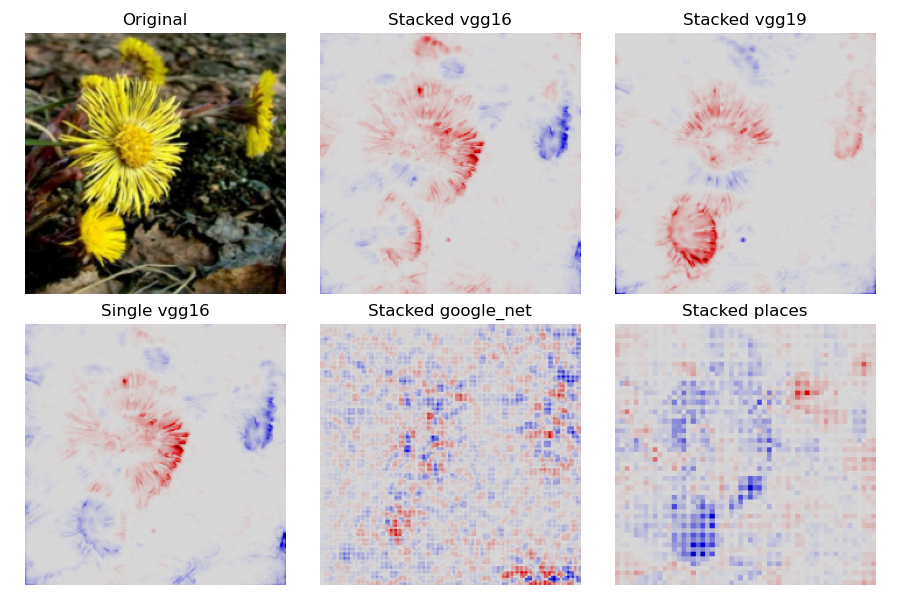 Original
Stacked vgg16
Stacked vgg19
Single vgg16
Stacked google_net
Stacked places